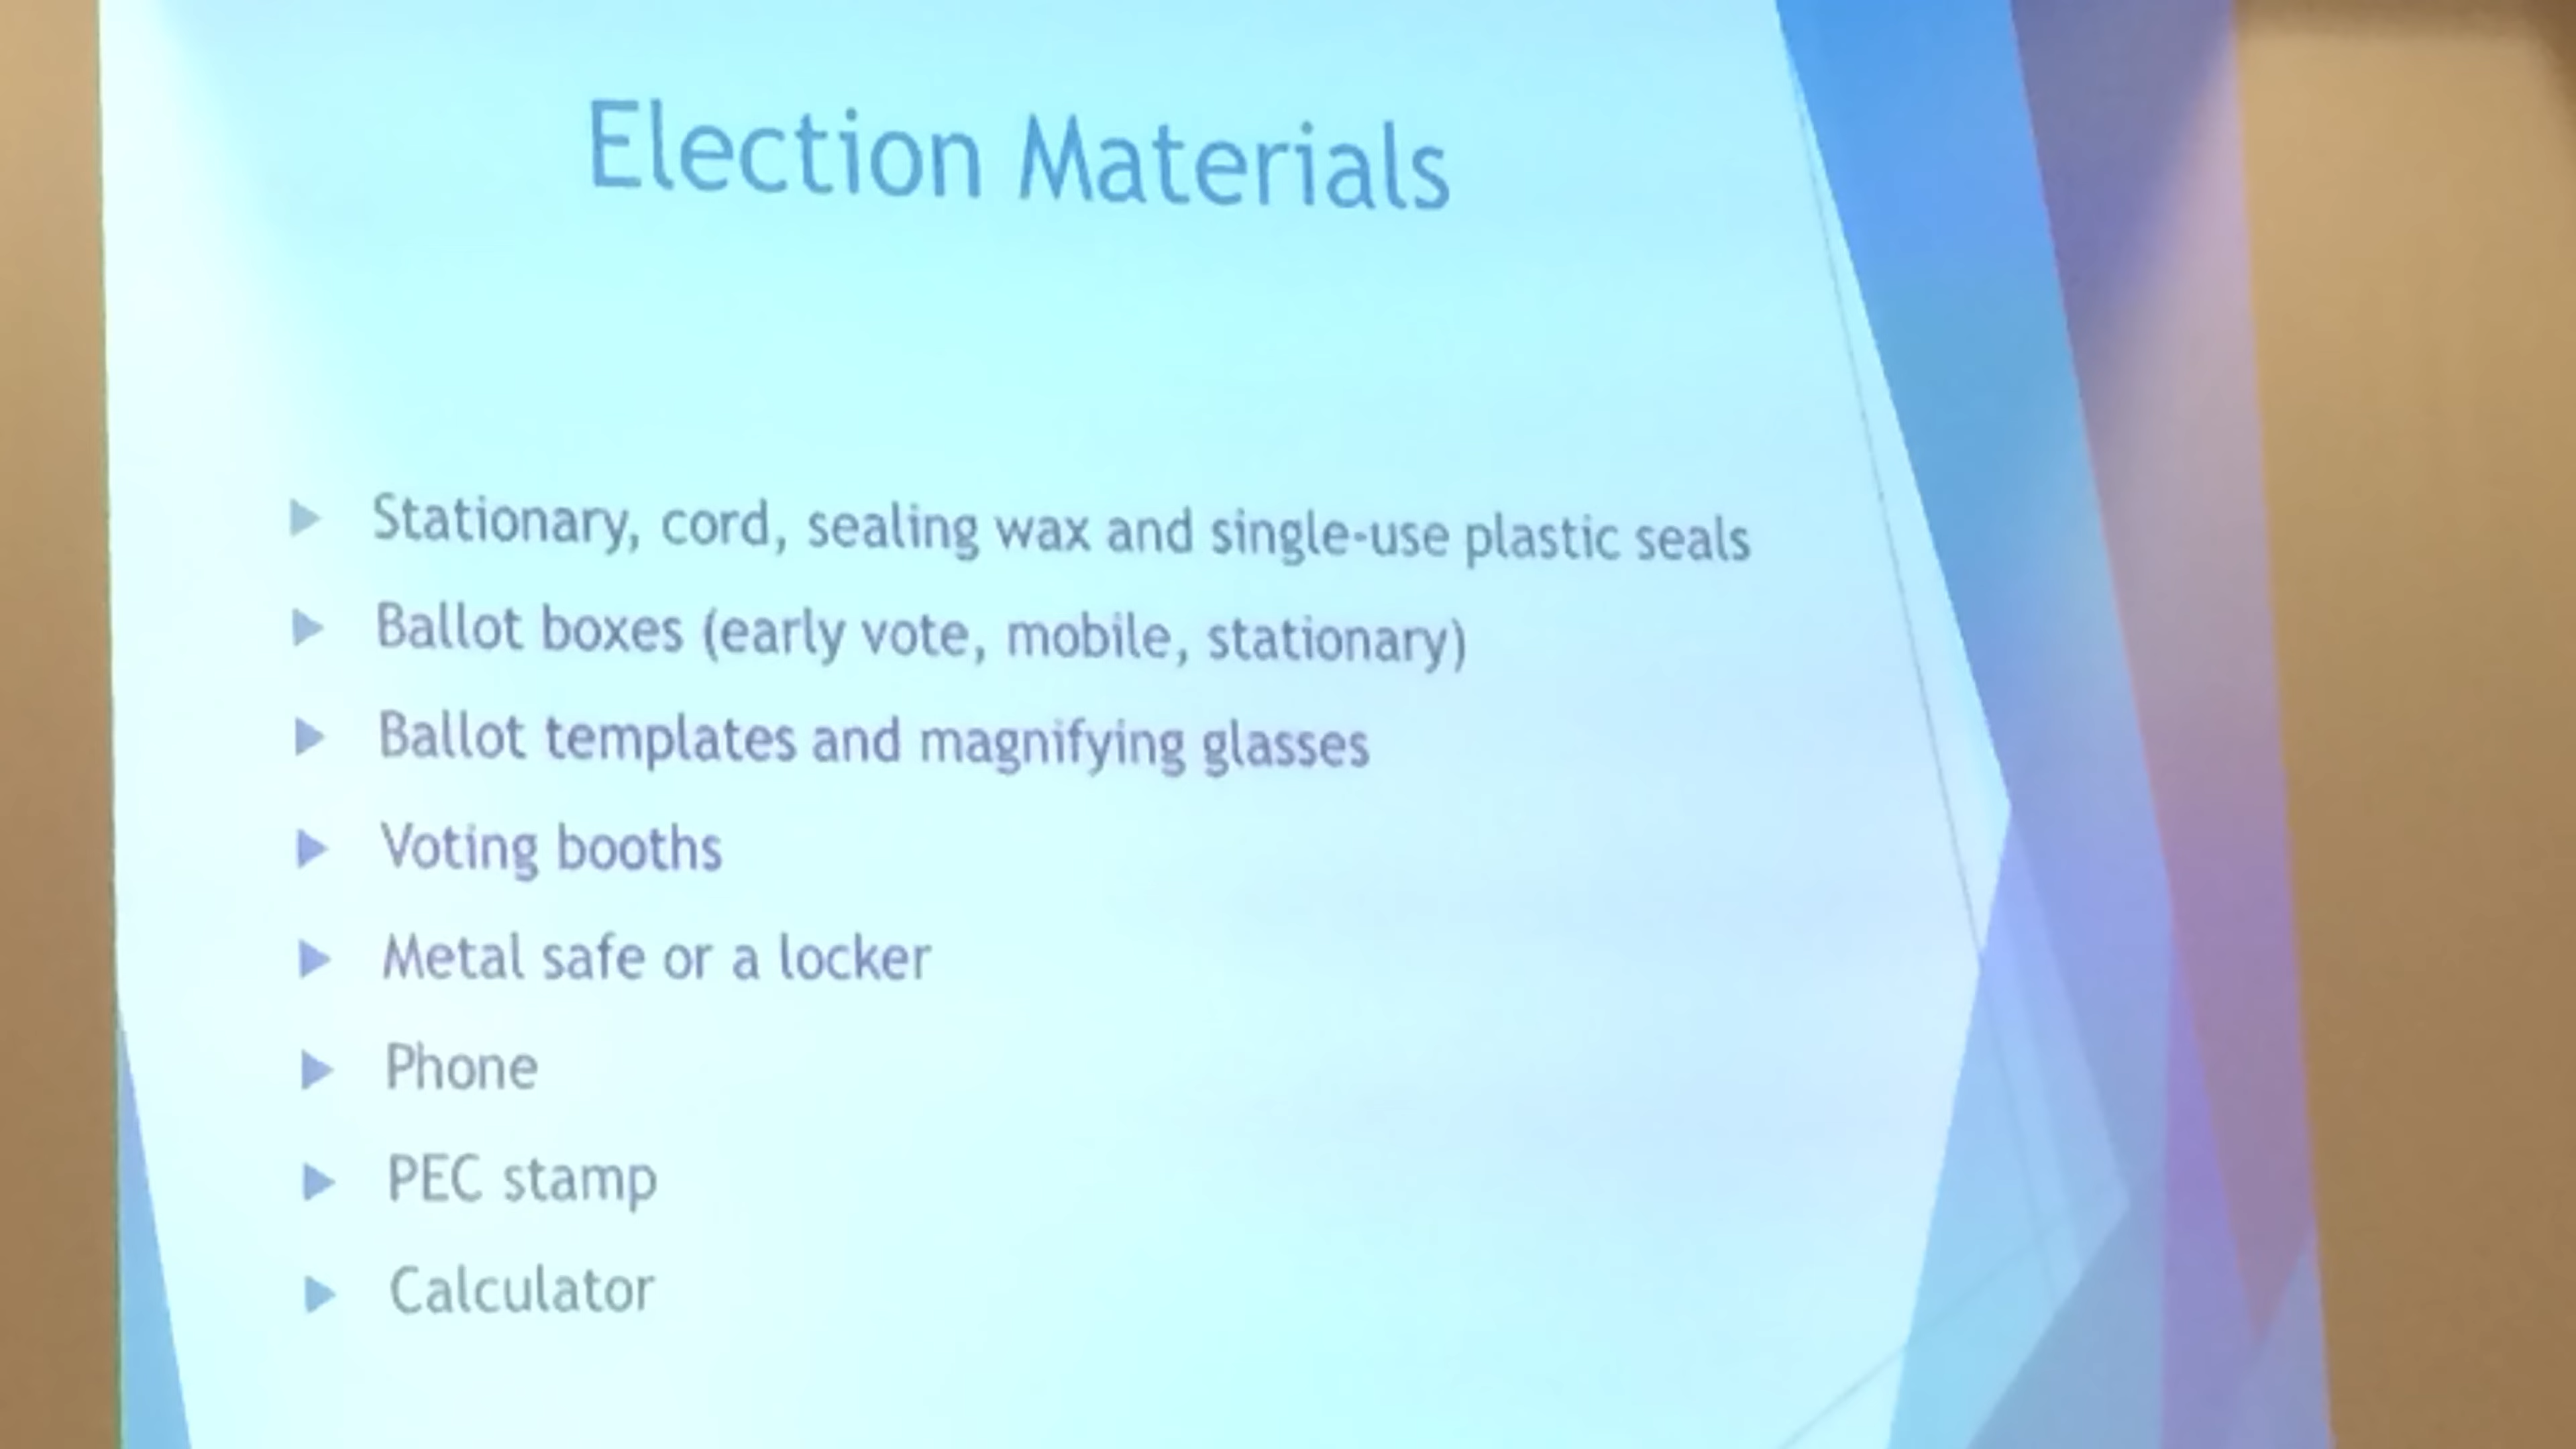 Election Materials
Stationary, cord, sealing wax and single-use plastic seals
Ballot boxes (early vote, mobile, stationary)
Ballot templates and magnifying glasses
Voting booths
Metal safe or a locker
Phone
PEC stamp
Calculator